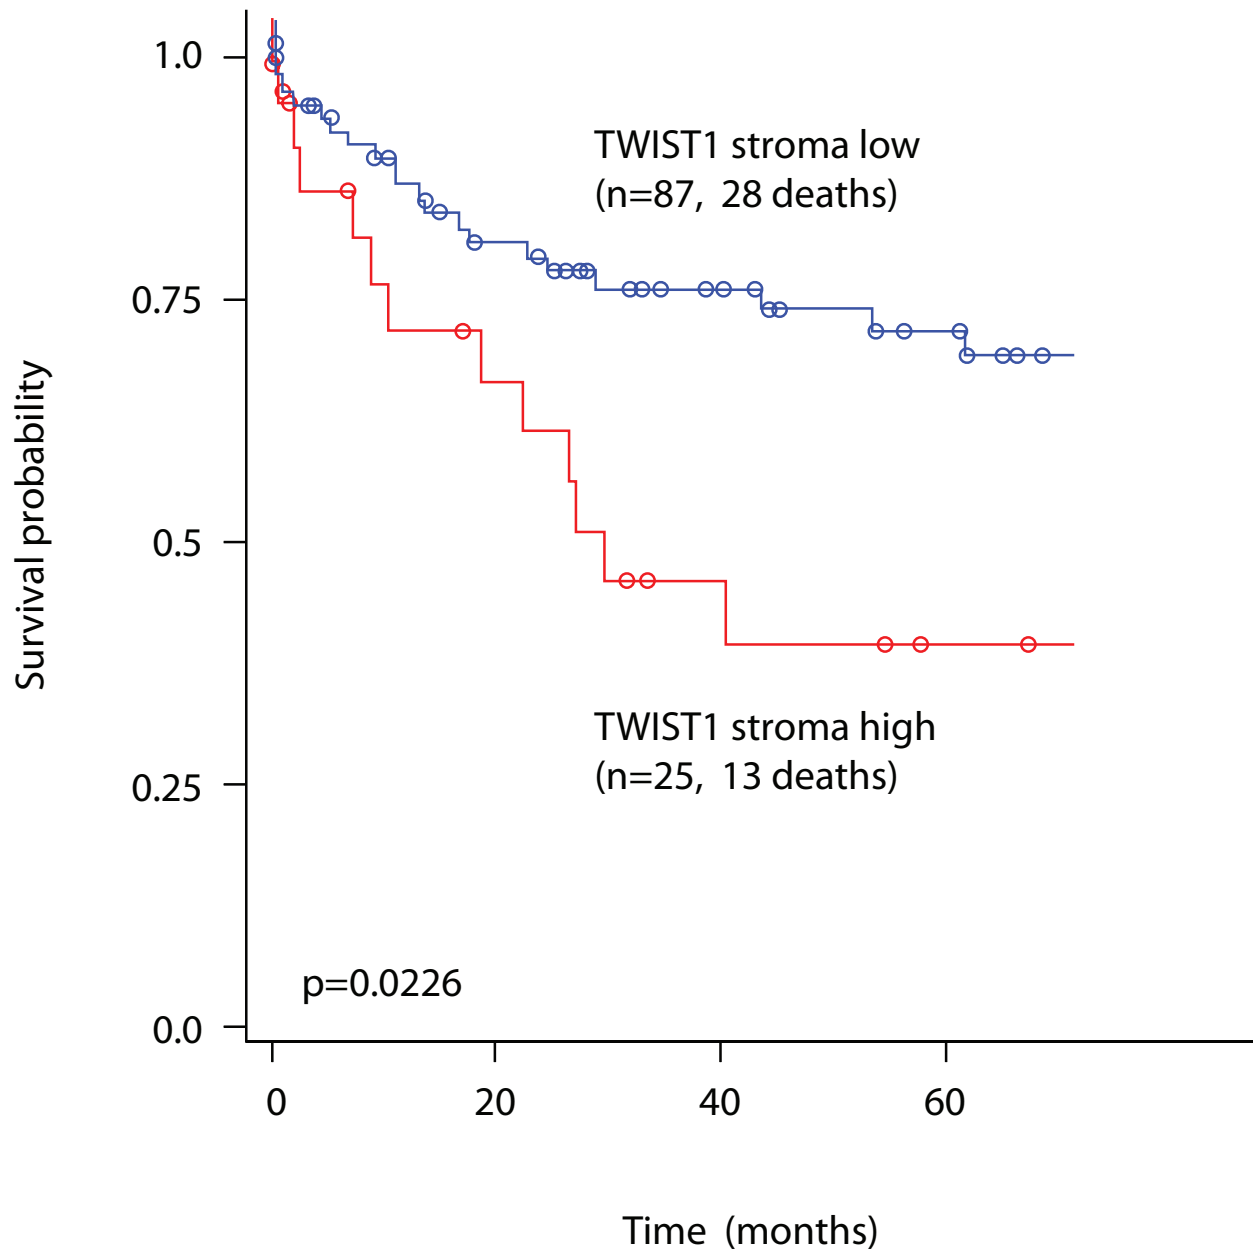 1.0
TWIST1 stroma low
(n=87, 28 deaths)
0.75
Survival probability
0.5
TWIST1 stroma high
(n=25, 13 deaths)
0.25
p=0.0226
0.0
0 20 40 60
Time (months)